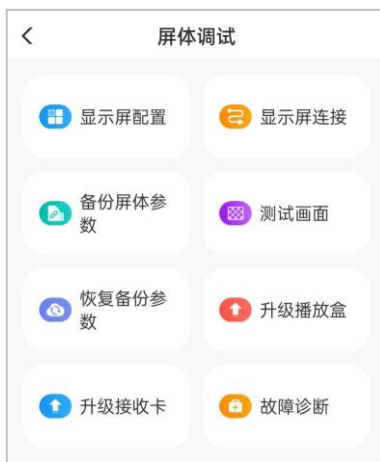 屏体调试
显示屏配置
显示屏连接
备份屏体参
数
测试画面
恢复备份参
数
升级播放盒
升级接收卡
故障诊断